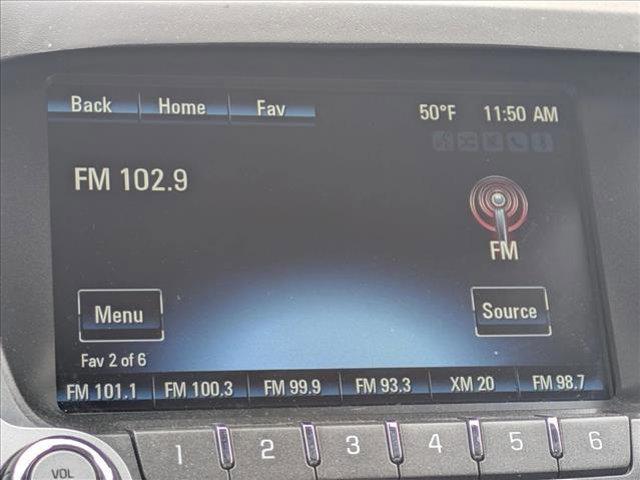 Back Home Fav 50°F 11:50 AM
FM 102.9
FM
Menu
Source
Fav 2 of 6
FM 101.1 FM 100.3 FM 99.9 FM 93.3 XM 20 FM 98.7
1 2 3 4 5 6
VOL